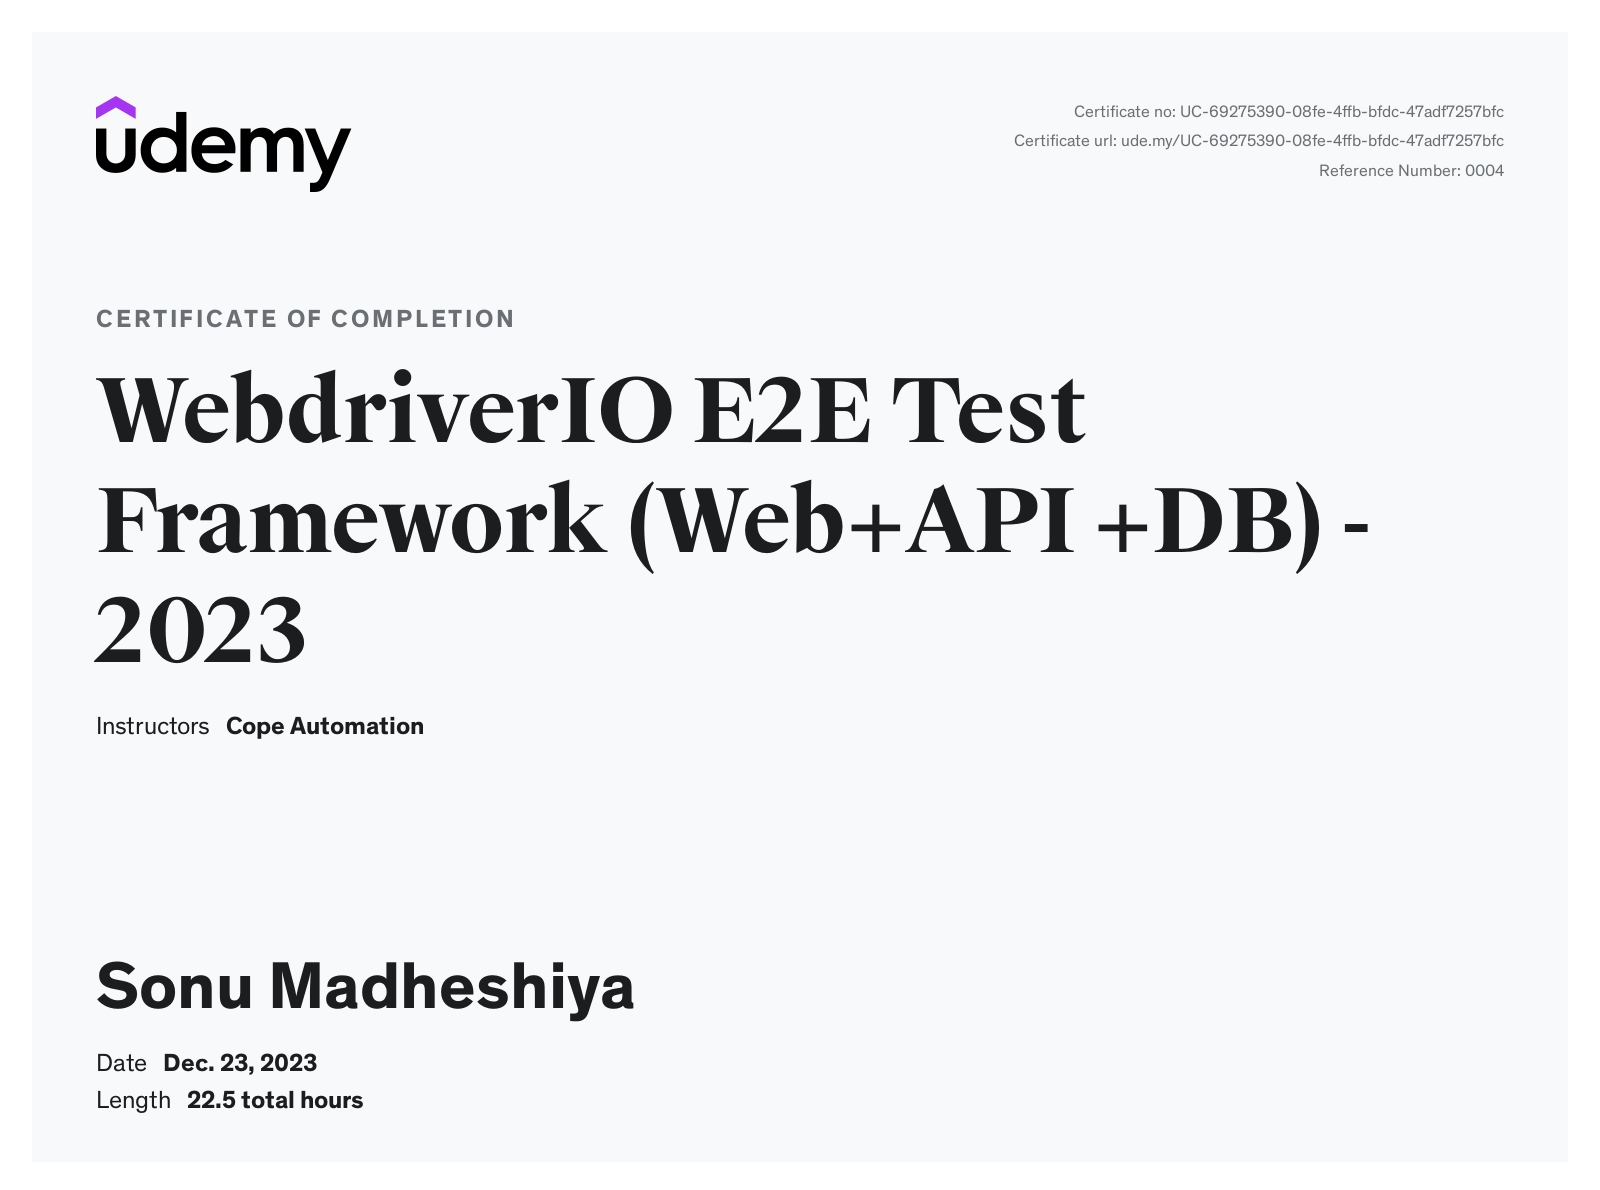 udemy
Certificate no: UC-69275390-08fe-4ffb-bfdc-47adf7257bfc
Certificate url: ude.my/UC-69275390-08fe-4ffb-bfdc-47adf7257bfc
Reference Number: 0004
CERTIFICATE OF COMPLETION
WebdriverIO E2E Test
Framework (Web+API +DB) -
2023
Instructors Cope Automation
Sonu Madheshiya
Date Dec. 23, 2023
Length 22.5 total hours